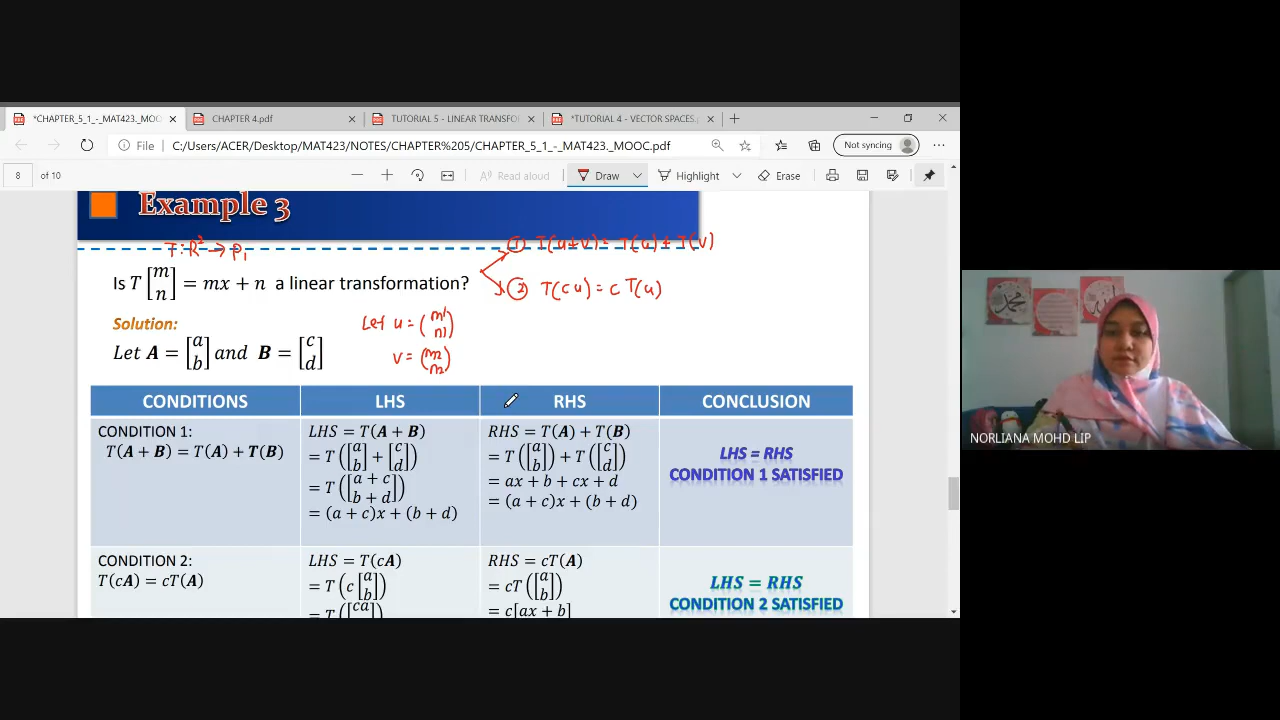 *CHAPTER_5_1_-_MAT423._MOO
CHAPTER 4.pdf
TUTORIAL 5 - LINEAR TRANSFO
*TUTORIAL 4 - VECTOR SPACES.
File
C:/Users/ACER/Desktop/MAT423/NOTES/CHAPTER%205/CHAPTER_5_1_-_MAT423._MOOC.pdf
Not syncing
8 of 10
Read aloud
Draw
Highlight
Erase
Example 3
T: R² → P₁
① T(u+v) = T(u) + T(v)
Is T [m n] = mx + n a linear transformation?
② T(cu) = c T(u)
Solution:
Let u = (m1 n1)
Let A = [a b] and B = [c d]
v = (m2 n2)
CONDITIONS
LHS
RHS
CONCLUSION
CONDITION 1:
T(A + B) = T(A) + T(B)
LHS = T(A + B)
= T([a b] + [c d])
= T([a + c b + d])
= (a + c)x + (b + d)
RHS = T(A) + T(B)
= T([a b]) + T([c d])
= ax + b + cx + d
= (a + c)x + (b + d)
LHS = RHS
CONDITION 1 SATISFIED
CONDITION 2:
T(cA) = cT(A)
LHS = T(cA)
= T(c[a b])
= T([ca
RHS = cT(A)
= cT([a b])
= c[ax + b]
LHS = RHS
CONDITION 2 SATISFIED
NORLIANA MOHD LIP